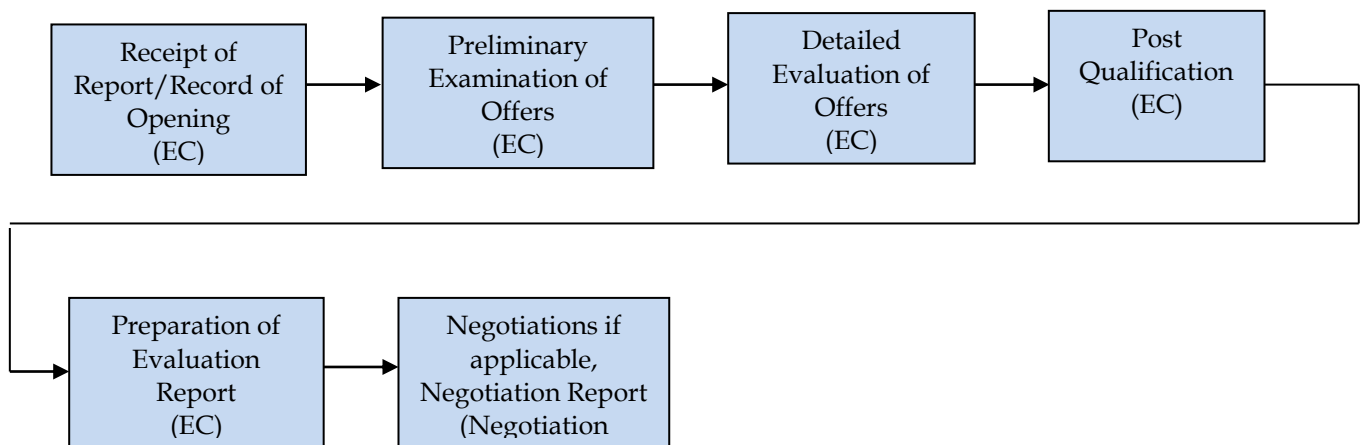 Receipt of
Report/Record of
Opening
(EC)
Preliminary
Examination of
Offers
(EC)
Detailed
Evaluation of
Offers
(EC)
Post
Qualification
(EC)
Preparation of
Evaluation
Report
(EC)
Negotiations if
applicable,
Negotiation Report
(Negotiation